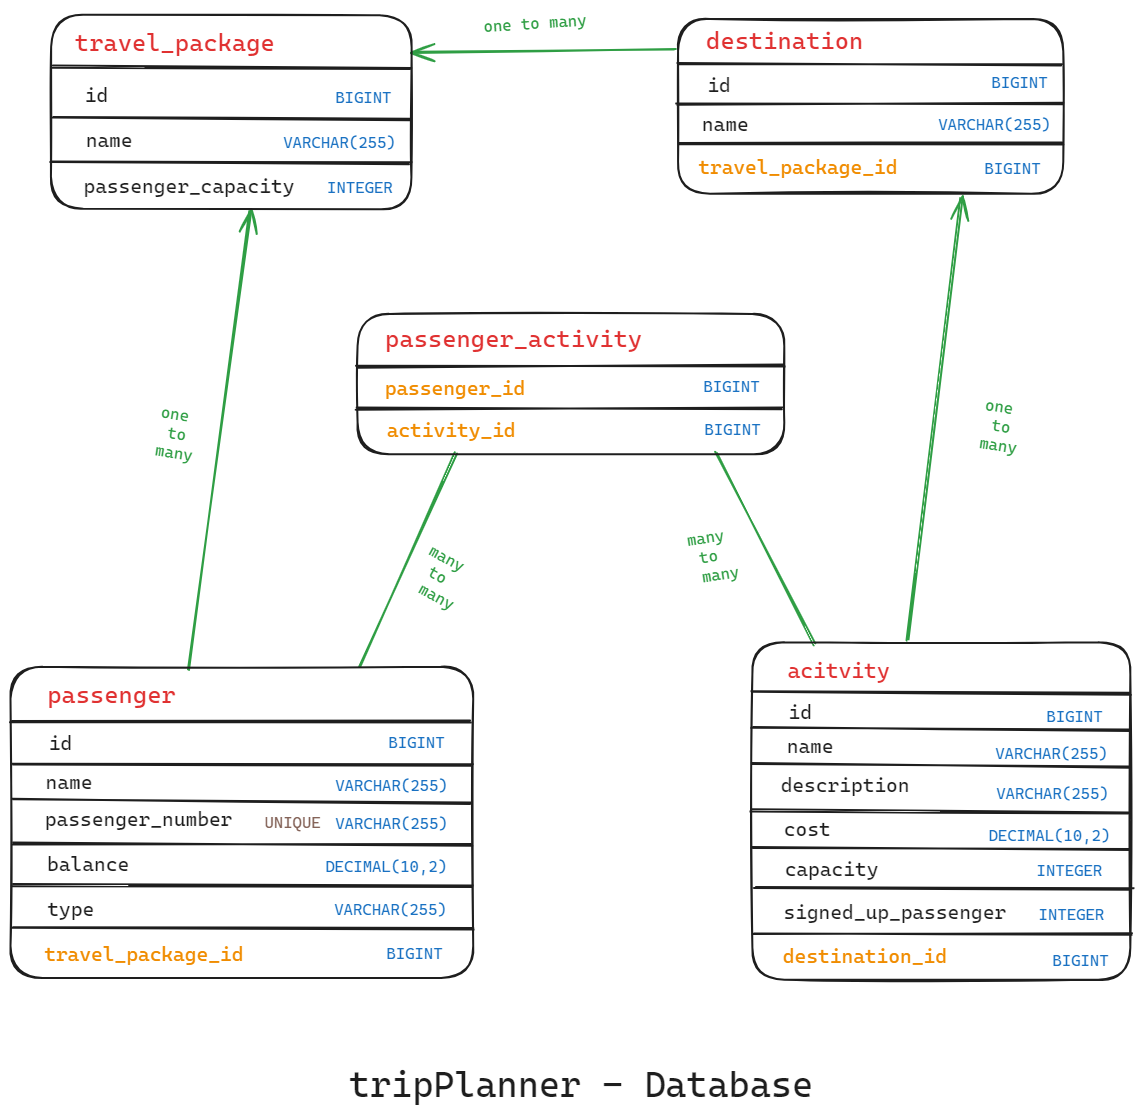 travel_package
id BIGINT
name VARCHAR(255)
passenger_capacity INTEGER
one to many
destination
id BIGINT
name VARCHAR(255)
travel_package_id BIGINT
passenger_activity
passenger_id BIGINT
activity_id BIGINT
one
to
many
many
to
many
many
to
many
one
to
many
passenger
id BIGINT
name VARCHAR(255)
passenger_number UNIQUE VARCHAR(255)
balance DECIMAL(10,2)
type VARCHAR(255)
travel_package_id BIGINT
acitvity
id BIGINT
name VARCHAR(255)
description VARCHAR(255)
cost DECIMAL(10,2)
capacity INTEGER
signed_up_passenger INTEGER
destination_id BIGINT
tripPlanner - Database